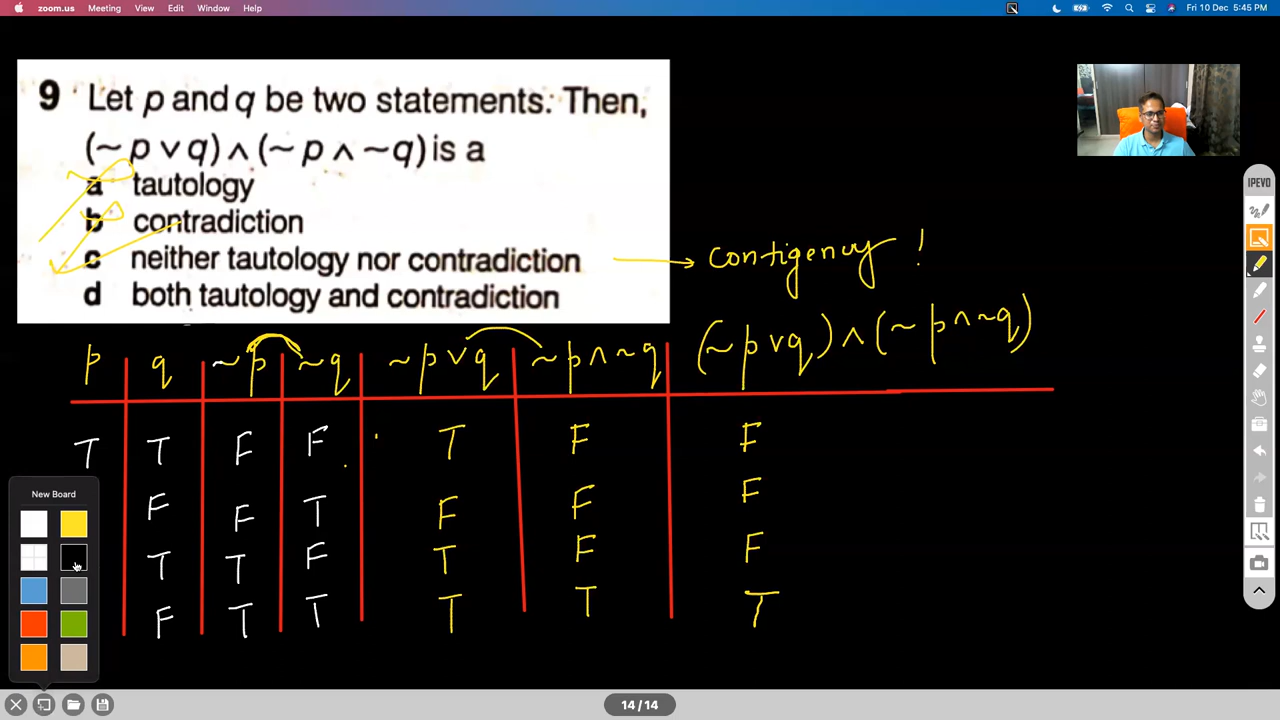 zoom.us Meeting View Edit Window Help Fri 10 Dec 5:45 PM
9 Let p and q be two statements. Then,
(~ p ∨ q) ∧ (~ p ∧ ~q) is a
a tautology
b contradiction
c neither tautology nor contradiction
d both tautology and contradiction
contigency !
p q ~p ~q ~p ∨ q ~p ∧ ~q (~p ∨ q) ∧ (~p ∧ ~q)
T T F F T F F
F F T F F F
T T F T F F
F T T T T T
IPEVO
New Board
14 / 14